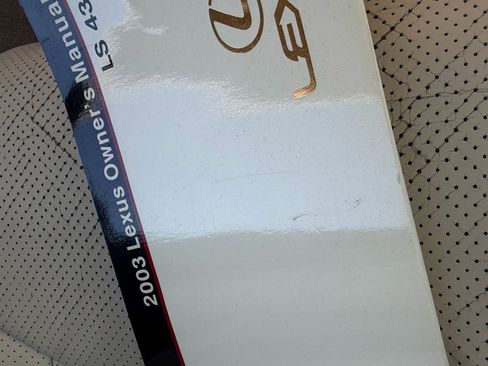 2003 Lexus Owner's Manual
LS 43